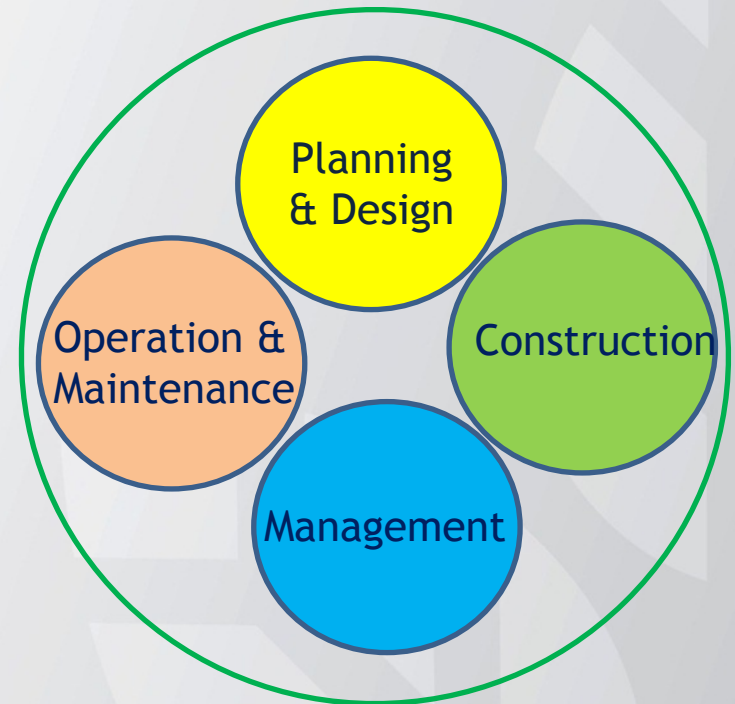 Planning
& Design
Operation &
Maintenance
Construction
Management